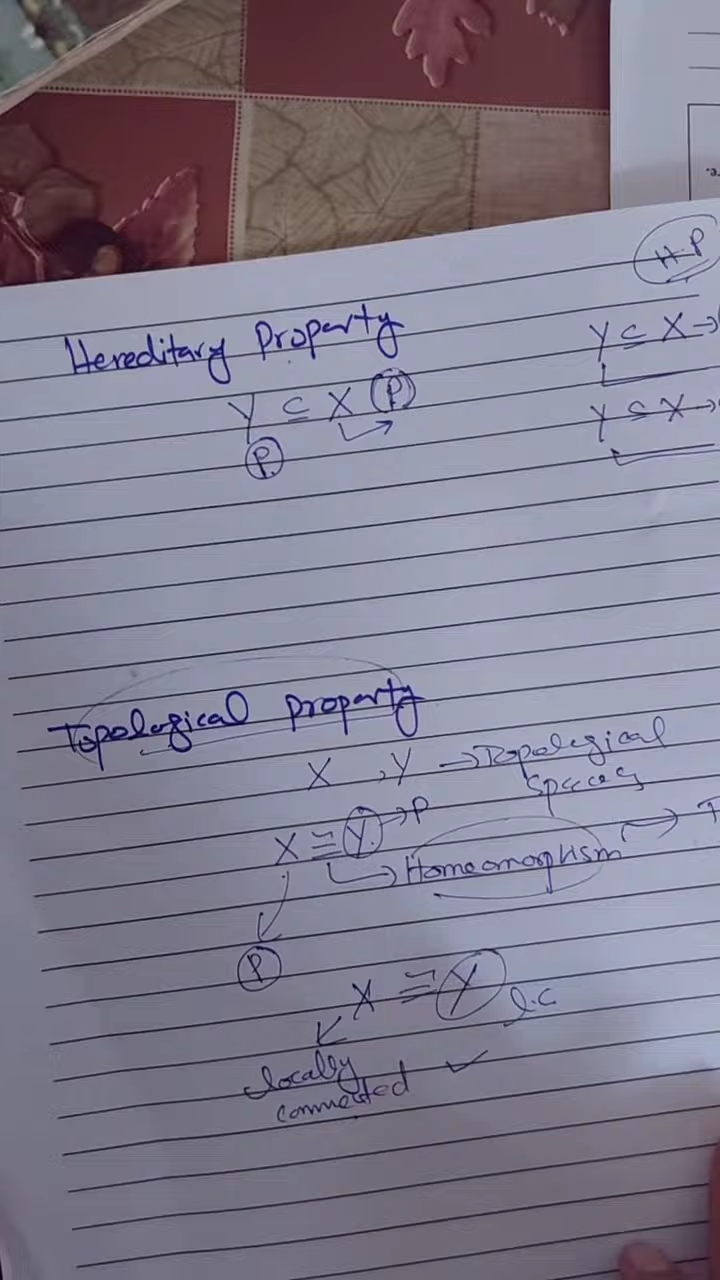 H.P
Hereditary Property
Y ⊆ X →
Y ⊆ X P
Y ⊆ X →
P
Topological property
X , Y → Topological
Spaces
X ≅ Y → P
→ Homeomorphism →
P
X ≅ Y l.c
locally
connected ✓